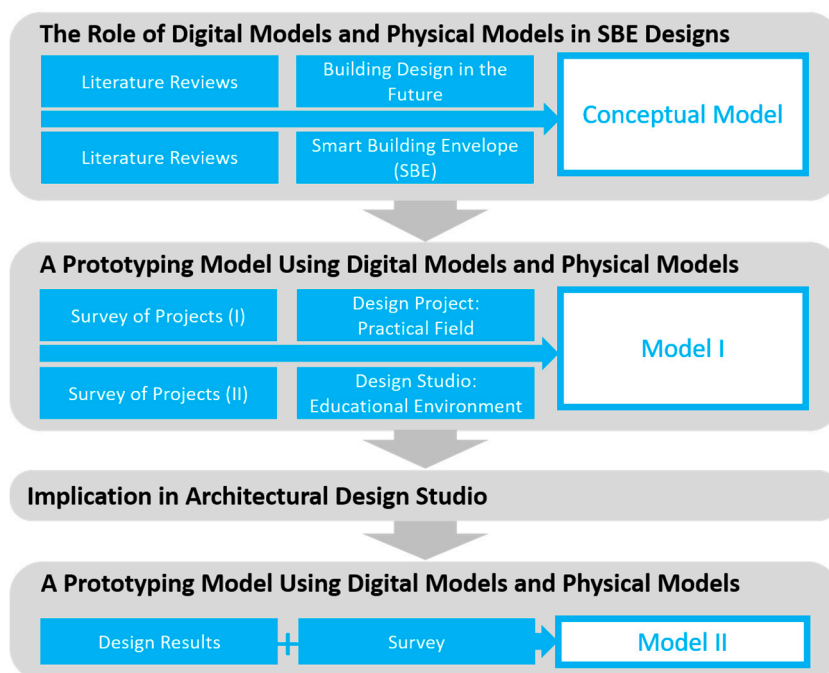 The Role of Digital Models and Physical Models in SBE Designs
Literature Reviews
Building Design in the
Future
Conceptual Model
Literature Reviews
Smart Building Envelope
(SBE)
A Prototyping Model Using Digital Models and Physical Models
Survey of Projects (I)
Design Project:
Practical Field
Model I
Survey of Projects (II)
Design Studio:
Educational Environment
Implication in Architectural Design Studio
A Prototyping Model Using Digital Models and Physical Models
Design Results
Survey
Model II